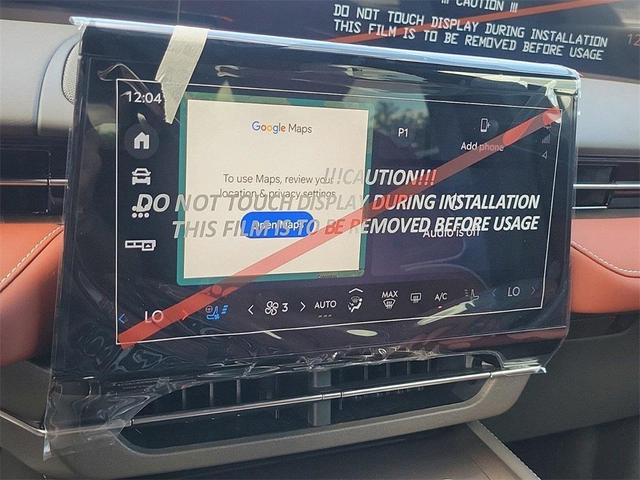 !!! CAUTION !!!
DO NOT TOUCH DISPLAY DURING INSTALLATION
THIS FILM IS TO BE REMOVED BEFORE USAGE
12:04
Google Maps
P1
Add phone
To use Maps, review your
location & privacy settings
!!!CAUTION!!!
DO NOT TOUCH DISPLAY DURING INSTALLATION
THIS FILM IS TO BE REMOVED BEFORE USAGE
Open Maps
Audio is off
LO
3
AUTO
MAX
A/C
LO